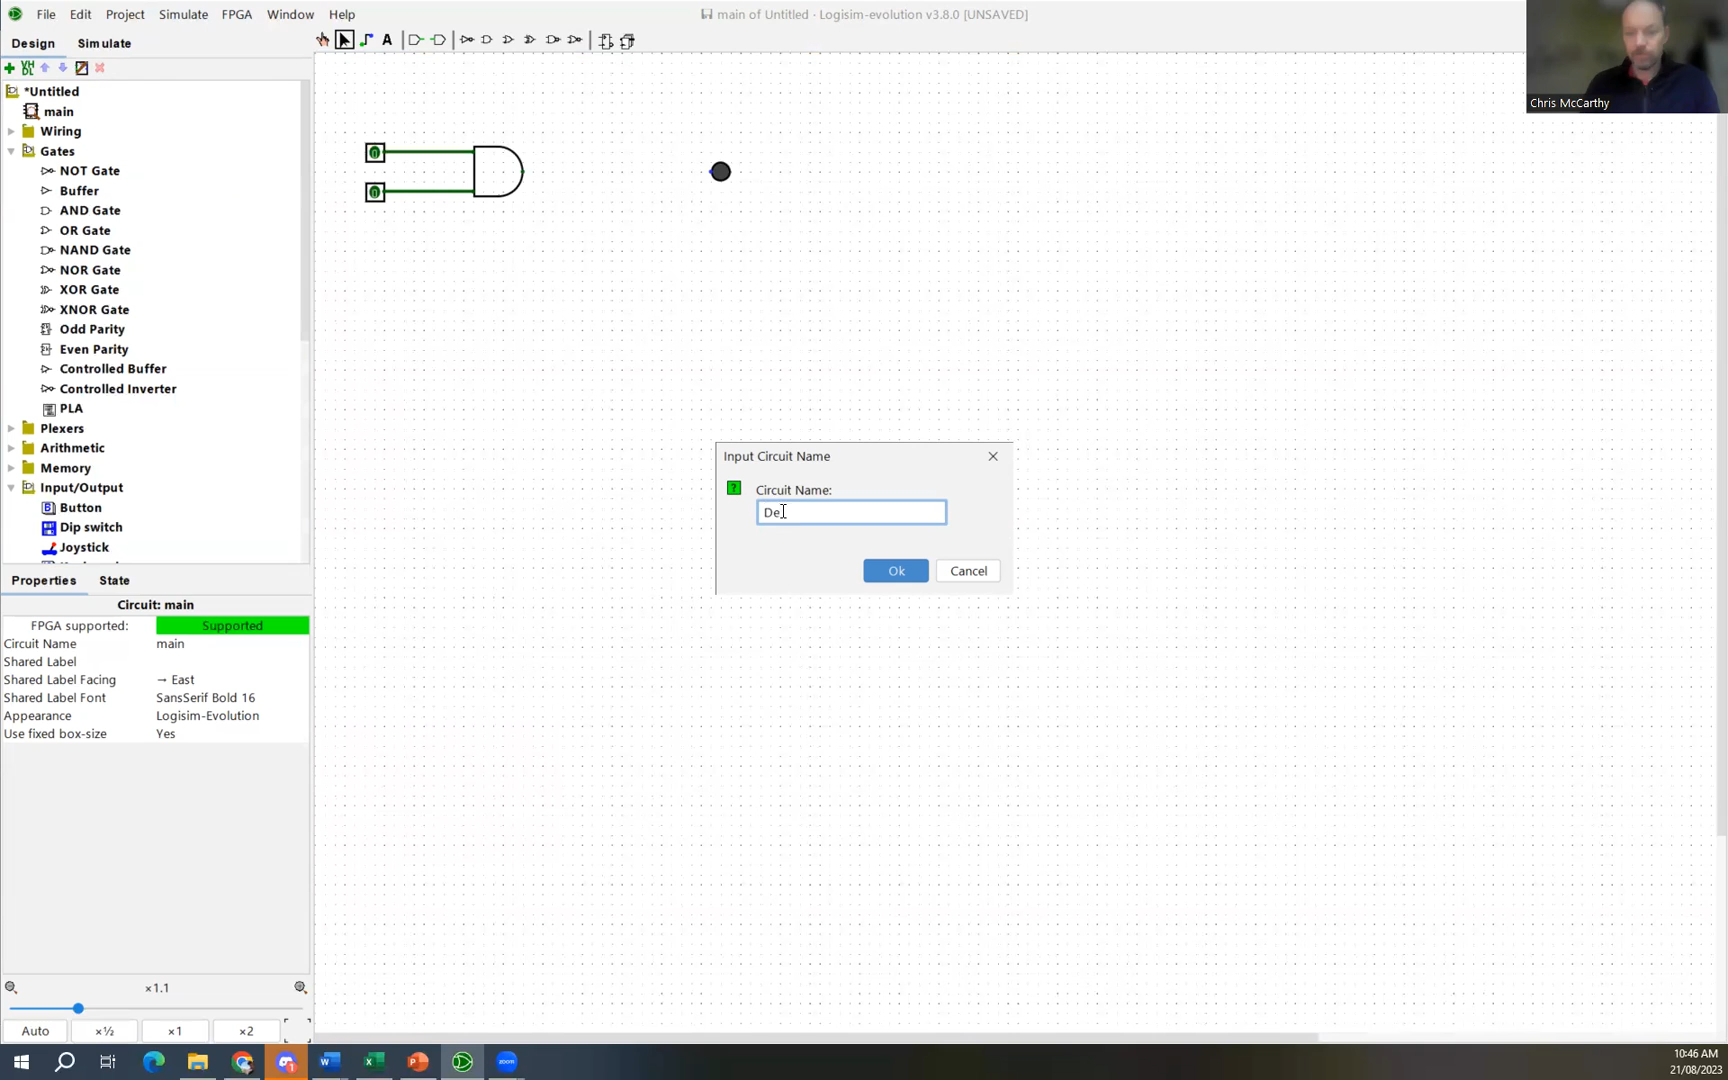 File Edit Project Simulate FPGA Window Help
main of Untitled · Logisim-evolution v3.8.0 [UNSAVED]
Design Simulate
A
VH
DL
*Untitled
main
Wiring
Gates
NOT Gate
Buffer
AND Gate
OR Gate
NAND Gate
NOR Gate
XOR Gate
XNOR Gate
Odd Parity
Even Parity
Controlled Buffer
Controlled Inverter
PLA
Plexers
Arithmetic
Memory
Input/Output
Button
Dip switch
Joystick
Properties State
Circuit: main
FPGA supported: Supported
Circuit Name main
Shared Label
Shared Label Facing → East
Shared Label Font SansSerif Bold 16
Appearance Logisim-Evolution
Use fixed box-size Yes
×1.1
Auto ×½ ×1 ×2
0
0
Input Circuit Name
?
Circuit Name:
De
Ok Cancel
Chris McCarthy
zoom
10:46 AM
21/08/2023